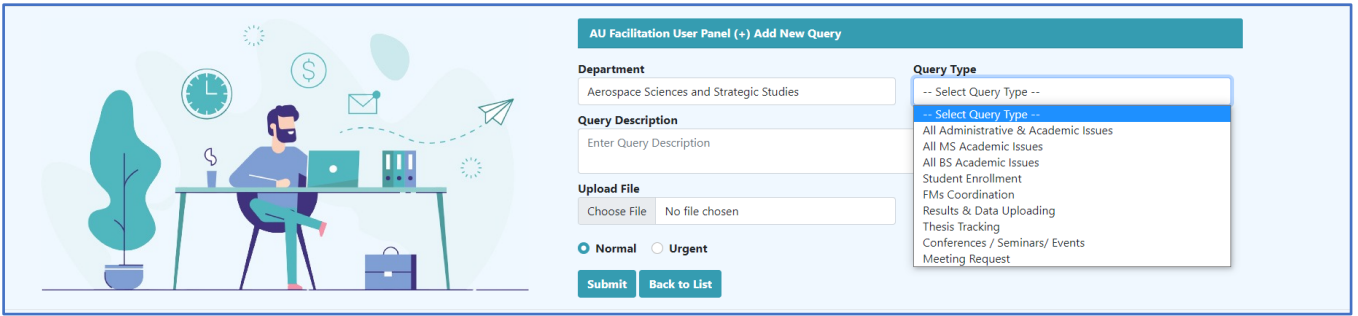 AU Facilitation User Panel (+) Add New Query
Department
Query Type
Aerospace Sciences and Strategic Studies
-- Select Query Type --
-- Select Query Type --
All Administrative & Academic Issues
All MS Academic Issues
All BS Academic Issues
Student Enrollment
FMs Coordination
Results & Data Uploading
Thesis Tracking
Conferences / Seminars/ Events
Meeting Request
Query Description
Enter Query Description
Upload File
Choose File No file chosen
Normal Urgent
Submit Back to List
$